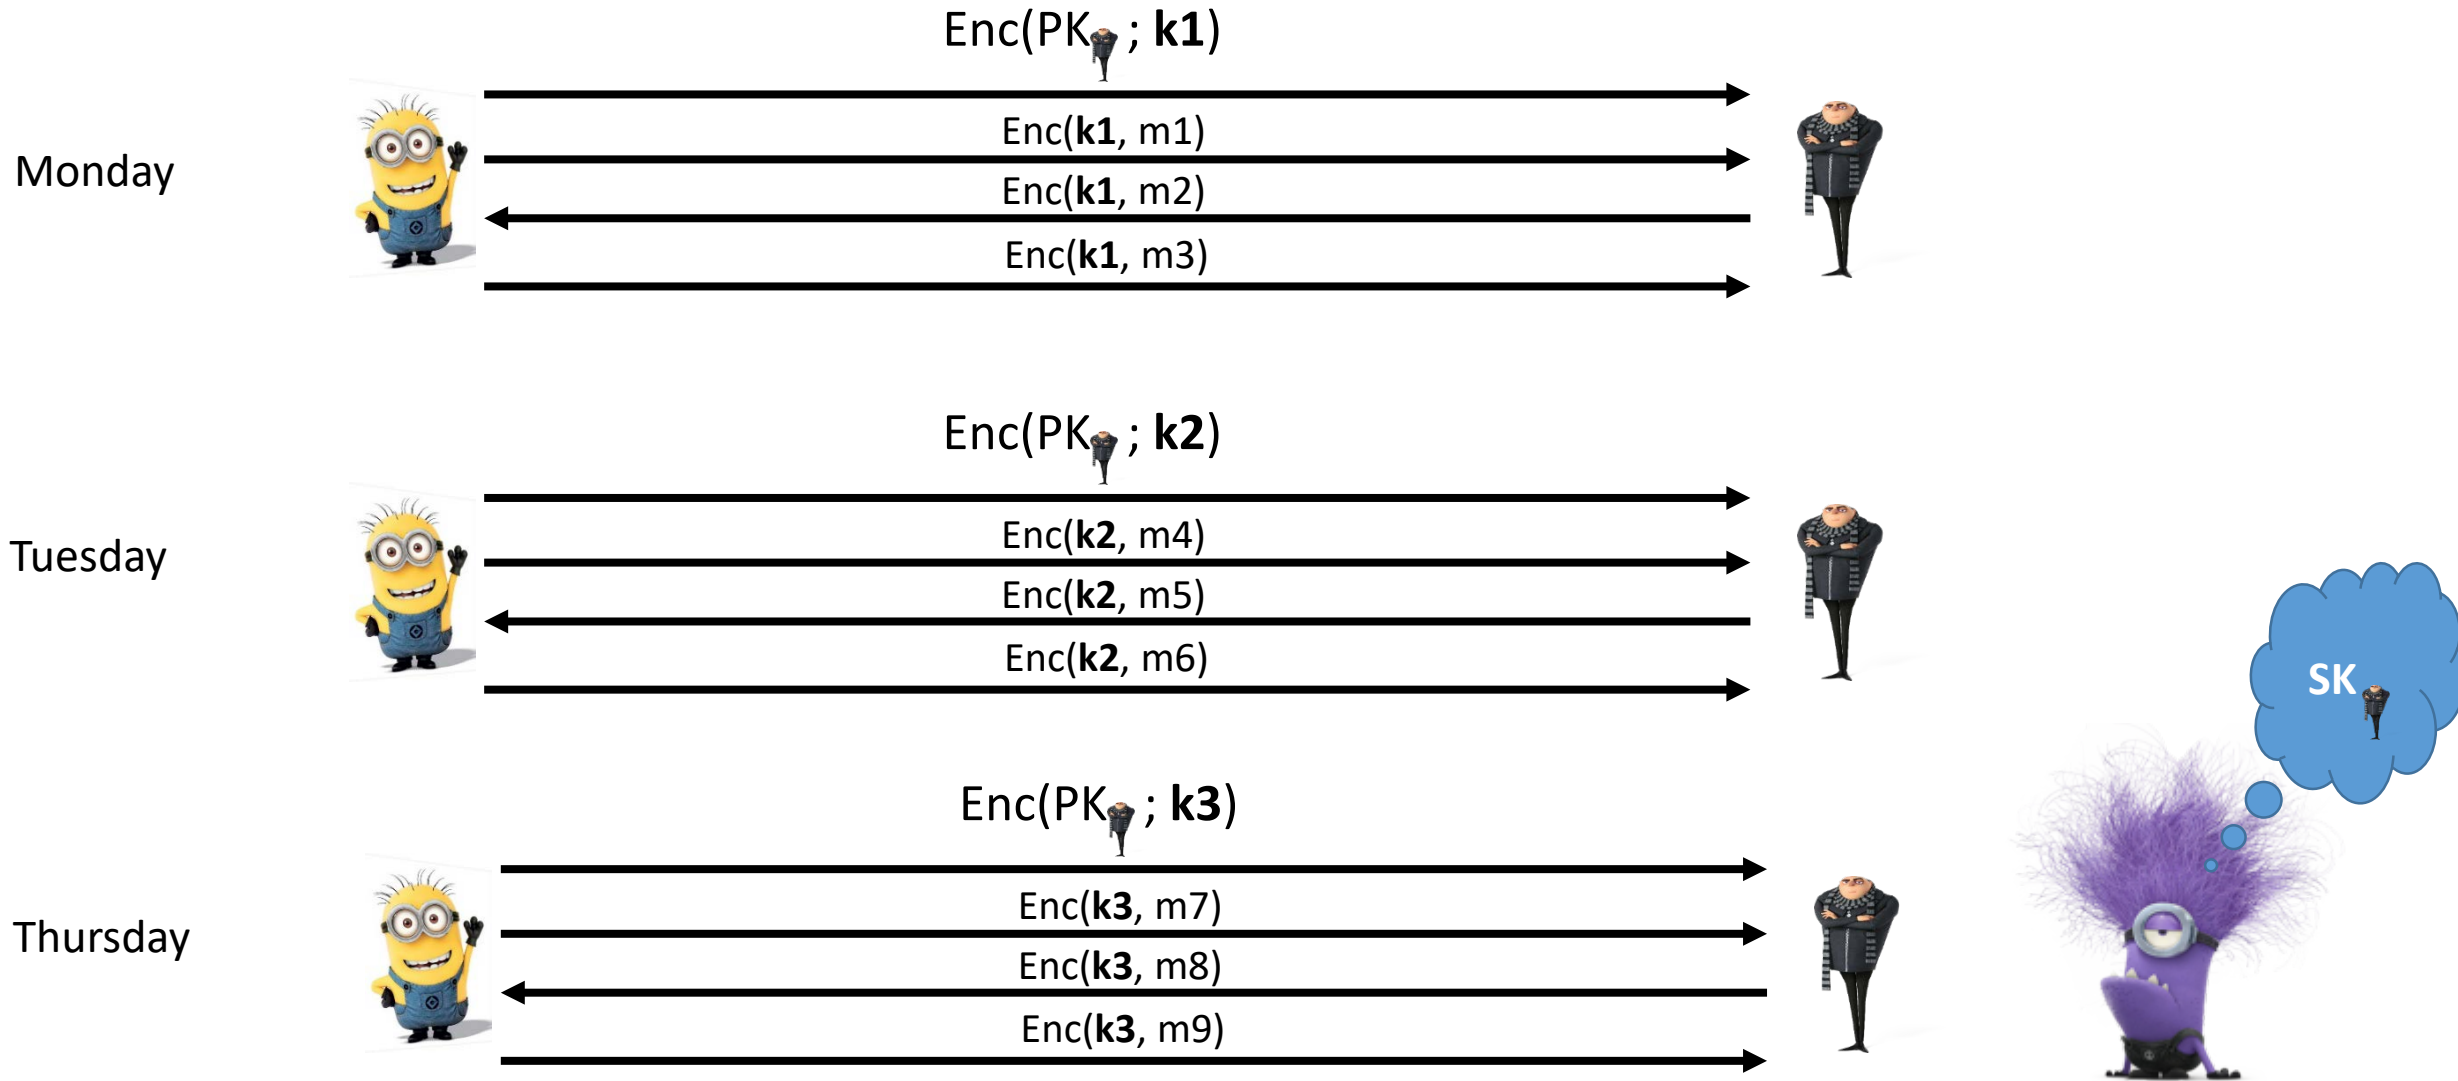 Enc(PK ; k1)
Monday
Enc(k1, m1)
Enc(k1, m2)
Enc(k1, m3)
Enc(PK ; k2)
Tuesday
Enc(k2, m4)
Enc(k2, m5)
Enc(k2, m6)
SK
Enc(PK ; k3)
Thursday
Enc(k3, m7)
Enc(k3, m8)
Enc(k3, m9)